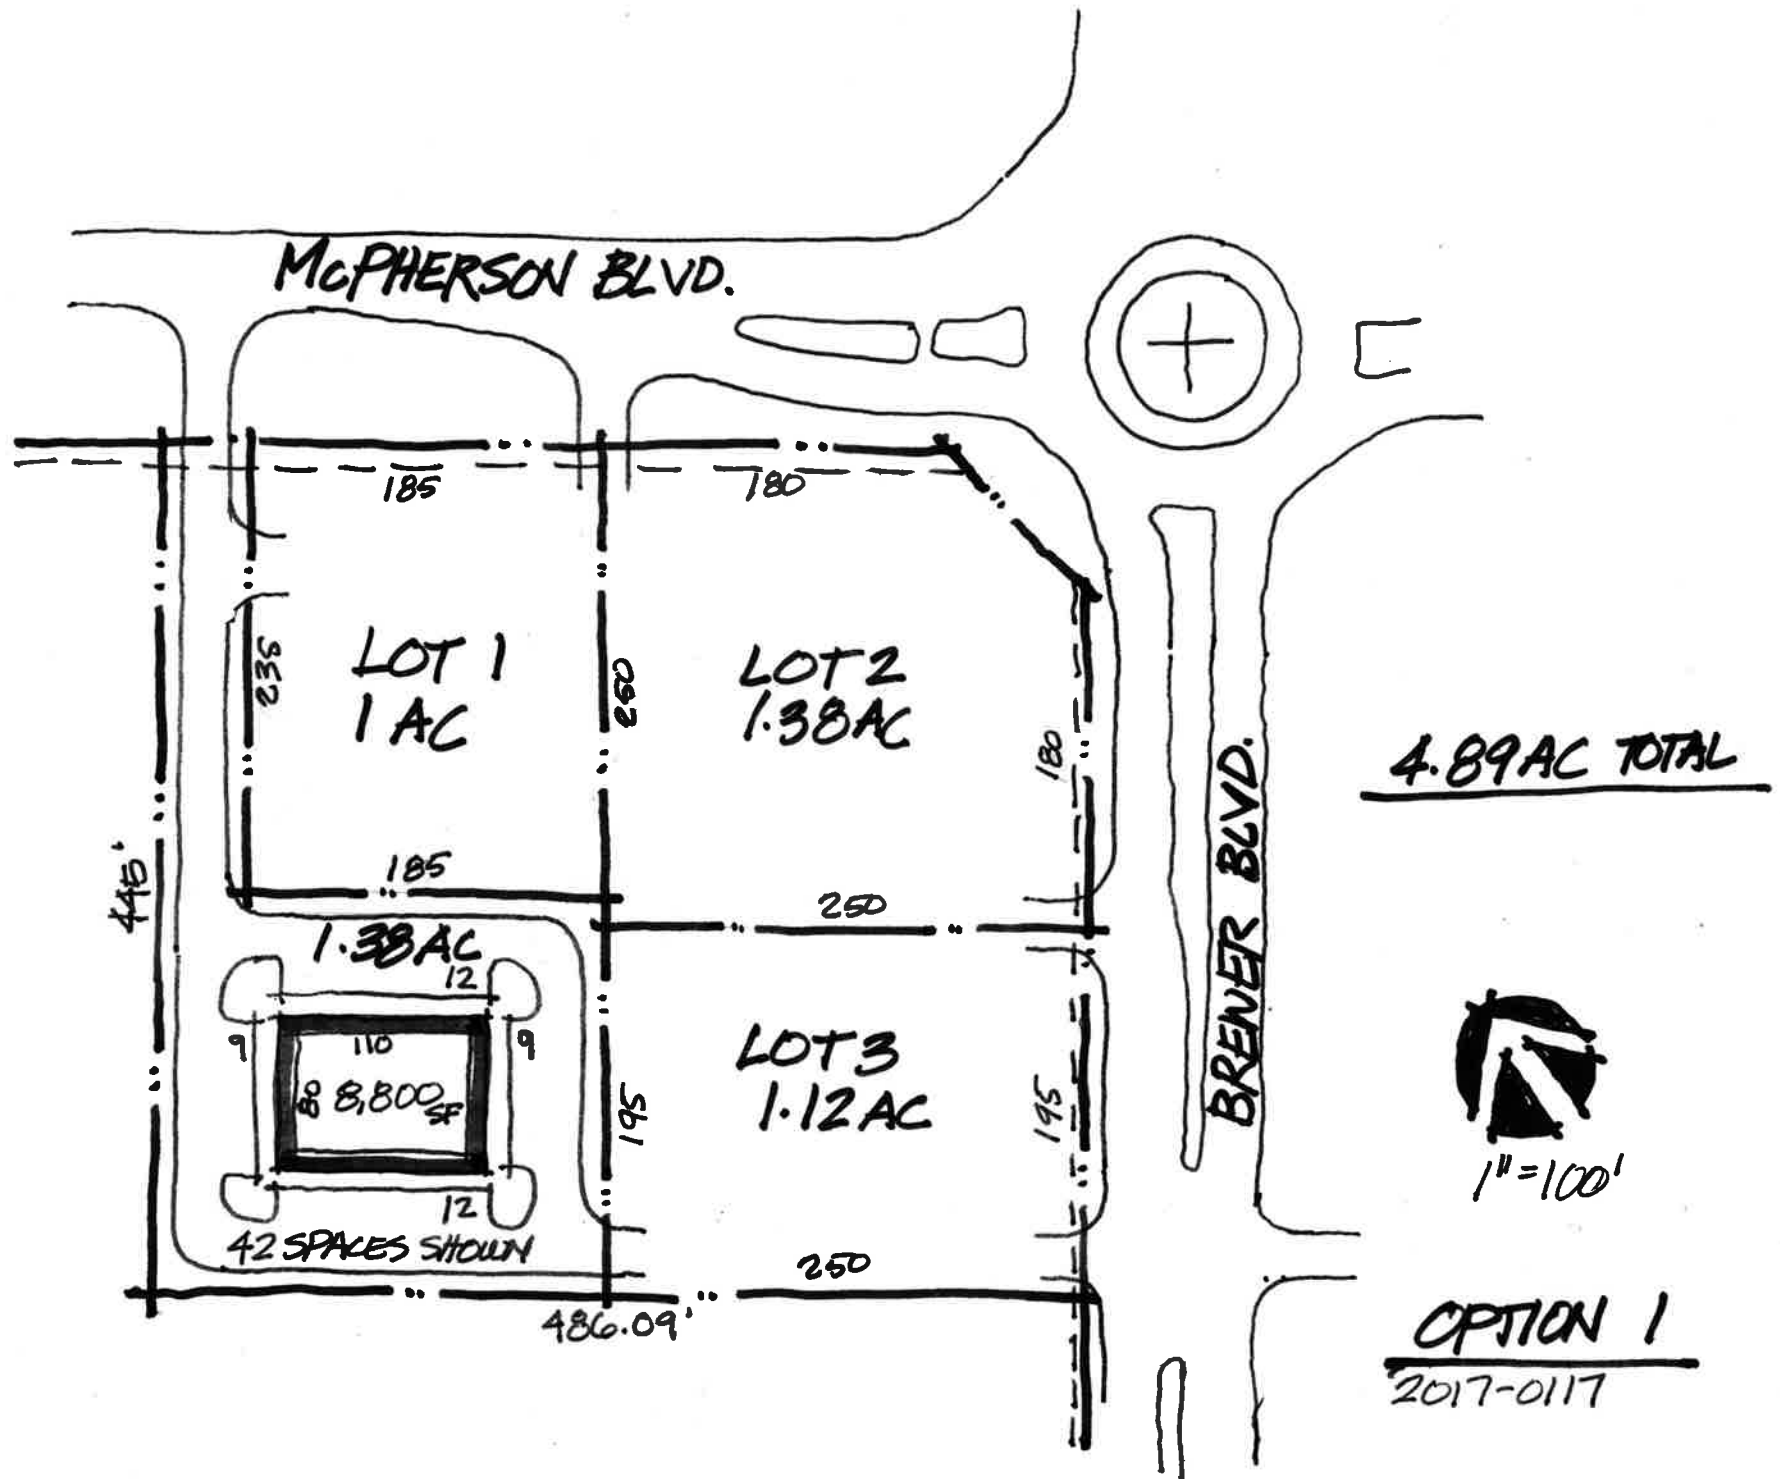 McPHERSON BLVD.
185
180
235
LOT 1
1 AC
250
LOT 2
1.38 AC
180
BREWER BLVD.
4.89 AC TOTAL
445'
185
250
1.38 AC
12
9
110
9
80
8,800 SF
12
42 SPACES SHOWN
195
LOT 3
1.12 AC
195
250
486.09'
1"=100'
OPTION 1
2017-0117